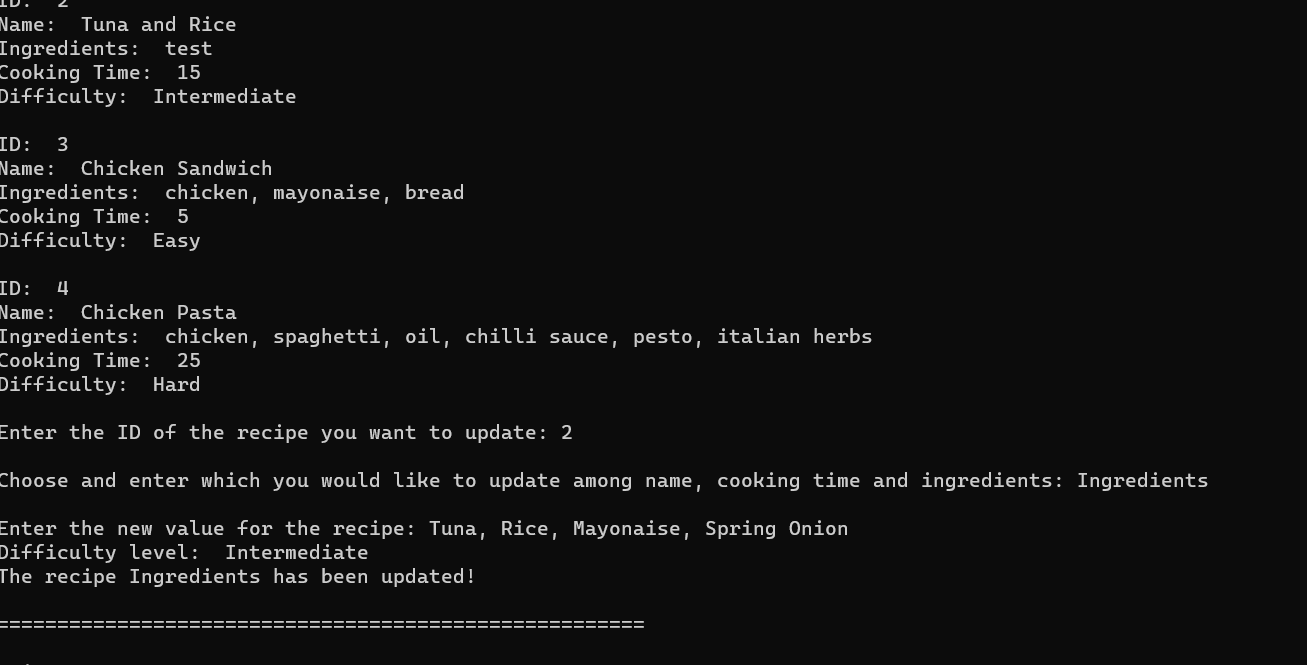 ID:  2
Name:  Tuna and Rice
Ingredients:  test
Cooking Time:  15
Difficulty:  Intermediate
ID:  3
Name:  Chicken Sandwich
Ingredients:  chicken, mayonaise, bread
Cooking Time:  5
Difficulty:  Easy
ID:  4
Name:  Chicken Pasta
Ingredients:  chicken, spaghetti, oil, chilli sauce, pesto, italian herbs
Cooking Time:  25
Difficulty:  Hard
Enter the ID of the recipe you want to update: 2
Choose and enter which you would like to update among name, cooking time and ingredients: Ingredients
Enter the new value for the recipe: Tuna, Rice, Mayonaise, Spring Onion
Difficulty level:  Intermediate
The recipe Ingredients has been updated!
======================================================